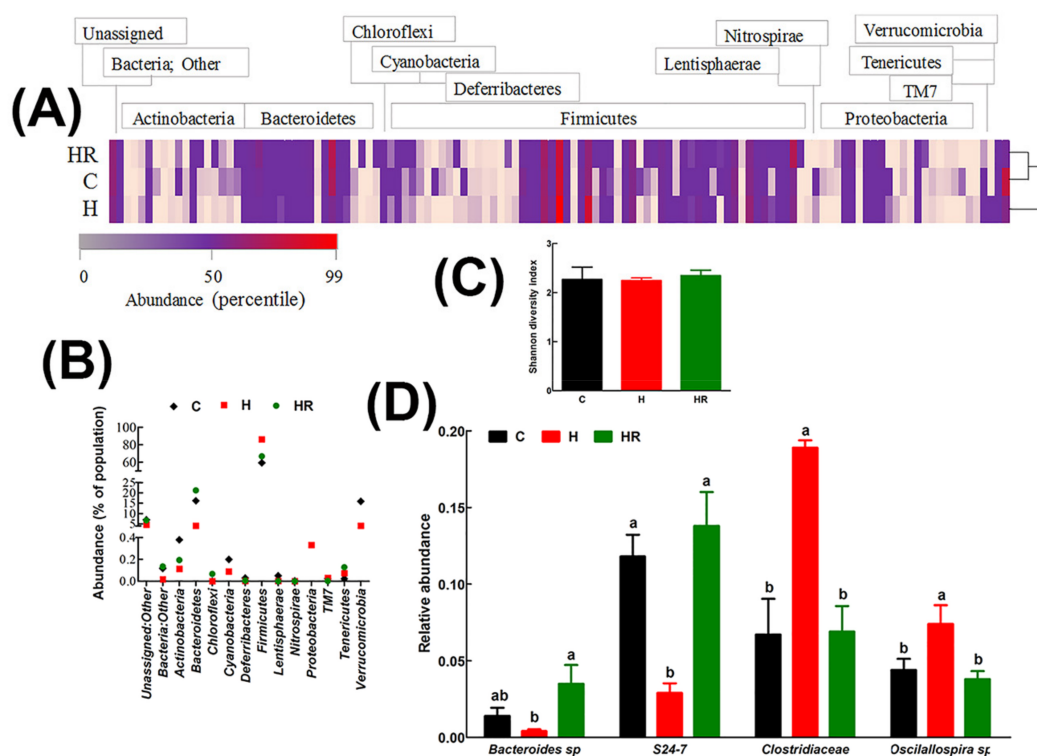 Unassigned
Bacteria; Other
Chloroflexi
Cyanobacteria
Deferribacteres
Nitrospirae
Lentisphaerae
Verrucomicrobia
Tenericutes
TM7
(A)
Actinobacteria
Bacteroidetes
Firmicutes
Proteobacteria
HR
C
H
0
50
99
Abundance (percentile)
(C)
Shannon diversity index
3
2
1
0
C
H
HR
(B)
C
H
HR
Abundance (% of population)
100
80
60
25
20
15
10
5
0.4
0.2
0.0
Unassigned:Other
Bacteria:Other
Actinobacteria
Bacteroidetes
Chloroflexi
Cyanobacteria
Deferribacteres
Firmicutes
Lentisphaerae
Nitrospirae
Proteobacteria
TM7
Tenericutes
Verrucomicrobia
(D)
C
H
HR
Relative abundance
0.20
0.15
0.10
0.05
0.00
ab
b
a
a
b
a
b
a
b
b
a
b
Bacteroides sp
S24-7
Clostridiaceae
Oscilallospira sp